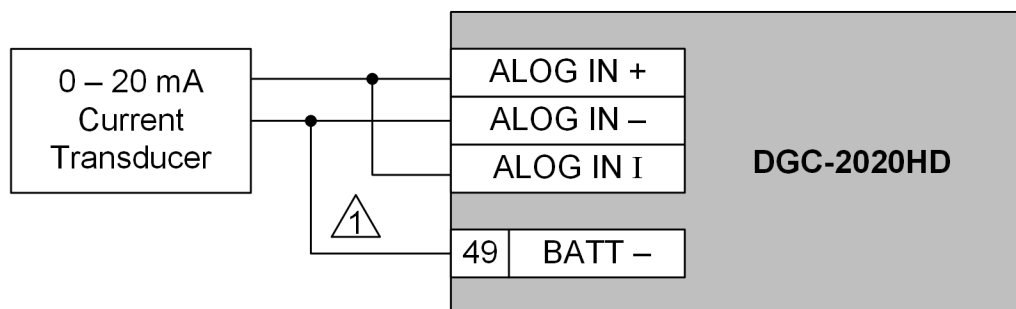 0 – 20 mA
Current
Transducer
ALOG IN +
ALOG IN –
ALOG IN I
DGC-2020HD
1
49 BATT –